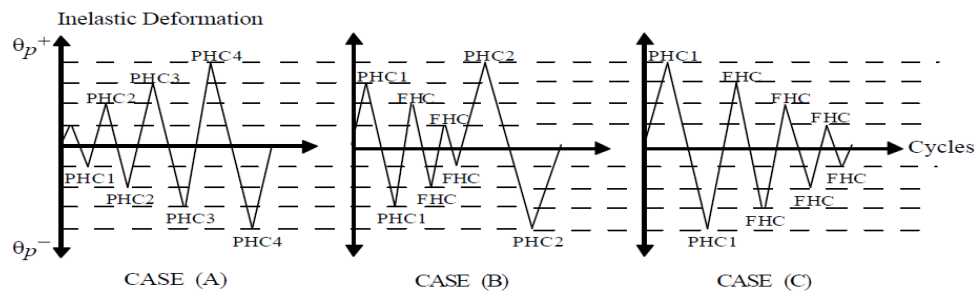 Inelastic Deformation
θp+
PHC4
PHC3
PHC2
PHC1
PHC2
PHC3
PHC4
θp−
CASE (A)
PHC2
PHC1
FHC
FHC
FHC
FHC
PHC1
PHC2
CASE (B)
PHC1
FHC
FHC
FHC
FHC
FHC
FHC
PHC1
Cycles
CASE (C)